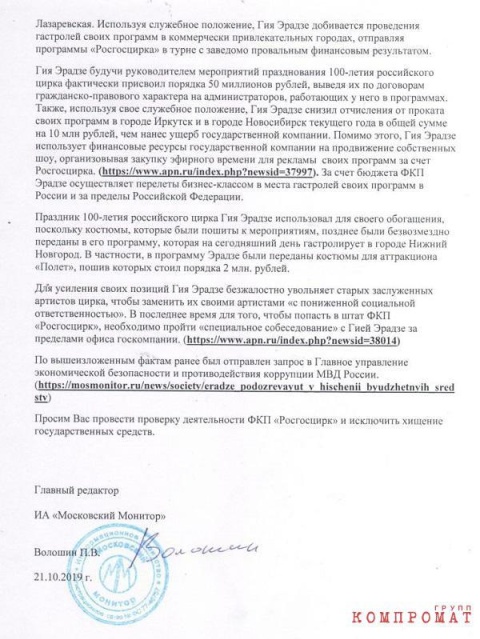 Лазаревская. Используя служебное положение, Гия Эрадзе добивается проведения
гастролей своих программ в коммерчески привлекательных городах, отправляя
программы «Росгосцирка» в турне с заведомо провальным финансовым результатом.
Гия Эрадзе будучи руководителем мероприятий празднования 100-летия российского
цирка фактически присвоил порядка 50 миллионов рублей, выведя их по договорам
гражданско-правового характера на администраторов, работающих у него в программах.
Также, используя свое служебное положение, Гия Эрадзе снизил отчисления от проката
своих программ в городе Иркутск и в городе Новосибирск текущего года в общей сумме
на 10 млн рублей, чем нанес ущерб государственной компании. Помимо этого, Гия Эрадзе
использует финансовые ресурсы государственной компании на продвижение собственных
шоу, организовывая закупку эфирного времени для рекламы своих программ за счет
Росгосцирка. (https://www.apn.ru/index.php?newsid=37997). За счет бюджета ФКП
Эрадзе осуществляет перелеты бизнес-классом в места гастролей своих программ в
России и за пределы Российской Федерации.
Праздник 100-летия российского цирка Гия Эрадзе использовал для своего обогащения,
поскольку костюмы, которые были пошиты к мероприятиям, позднее были безвозмездно
переданы в его программу, которая на сегодняшний день гастролирует в городе Нижний
Новгород. В частности, в программу Эрадзе были переданы костюмы для аттракциона
«Полет», пошив которых стоил порядка 2 млн. рублей.
Для усиления своих позиций Гия Эрадзе безжалостно увольняет старых заслуженных
артистов цирка, чтобы заменить их своими артистами «с пониженной социальной
ответственностью». В последнее время для того, чтобы попасть в штат ФКП
«Росгосцирк», необходимо пройти «специальное собеседование» с Гией Эрадзе за
пределами офиса госкомпании. (https://www.apn.ru/index.php?newsid=38014)
По вышеизложенным фактам ранее был отправлен запрос в Главное управление
экономической безопасности и противодействия коррупции МВД России.
(https://mosmonitor.ru/news/society/eradze_podozrevayut_v_hischenii_byudzhetnyih_sred
stv)
Просим Вас провести проверку деятельности ФКП «Росгосцирк» и исключить хищение
государственных средств.
Главный редактор
ИА «Московский Монитор»
Волошин П.В.
Волошин
21.10.2019 г.
МОСКОВСКИЙ
МОНИТОР
ГРУПП
КОМПРОМАТ